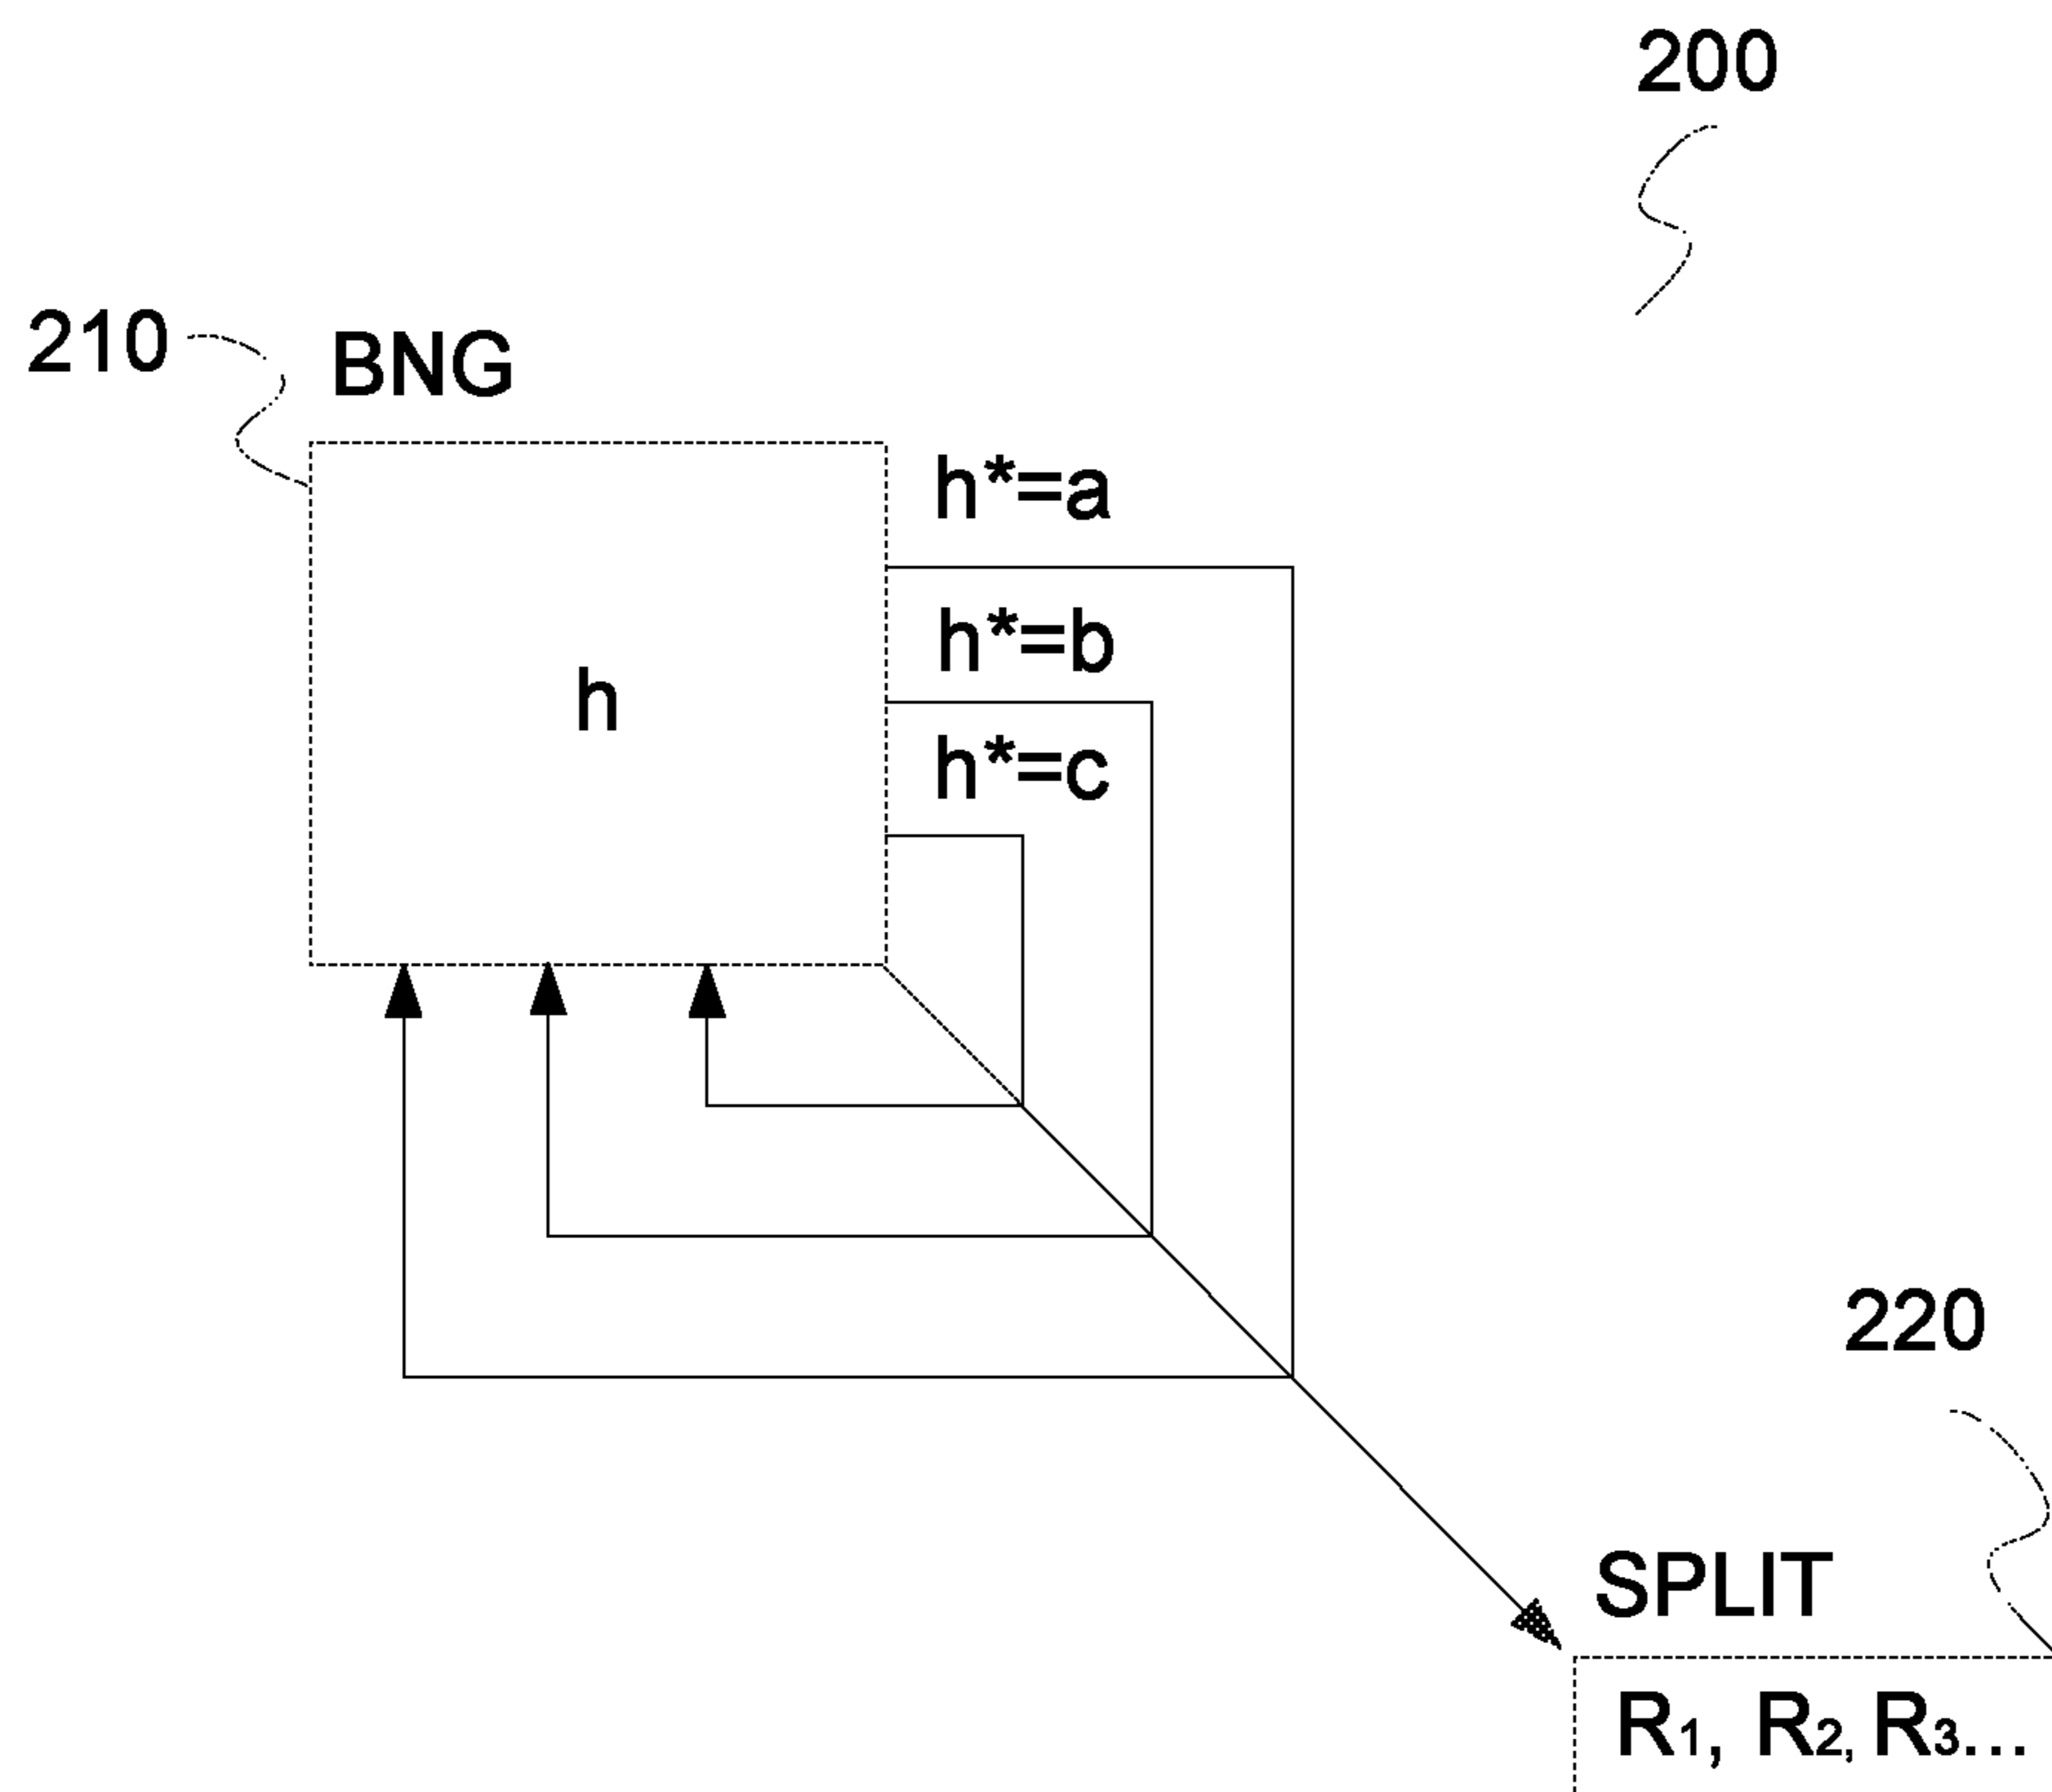 200
210
BNG
h*=a
h*=b
h
h*=c
220
SPLIT
R₁, R₂, R₃...